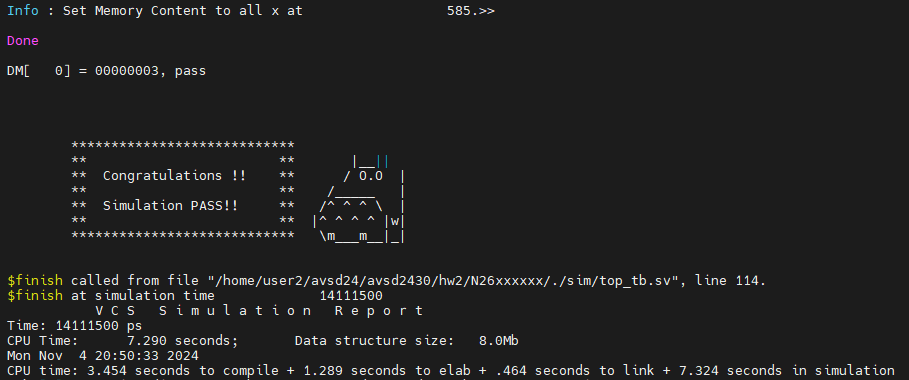 Info : Set Memory Content to all x at                  585.>>
Done
DM[   0] = 00000003, pass
        ****************************
        **                        **        |__||
        **  Congratulations !!    **       / O.O  |
        **                        **     /_____   |
        **  Simulation PASS!!     **    /^ ^ ^ \  |
        **                        **   |^ ^ ^ ^ |w|
        ****************************    \m___m__|_|
$finish called from file "/home/user2/avsd24/avsd2430/hw2/N26xxxxxx/./sim/top_tb.sv", line 114.
$finish at simulation time             14111500
           V C S   S i m u l a t i o n   R e p o r t
Time: 14111500 ps
CPU Time:      7.290 seconds;       Data structure size:   8.0Mb
Mon Nov  4 20:50:33 2024
CPU time: 3.454 seconds to compile + 1.289 seconds to elab + .464 seconds to link + 7.324 seconds in simulation